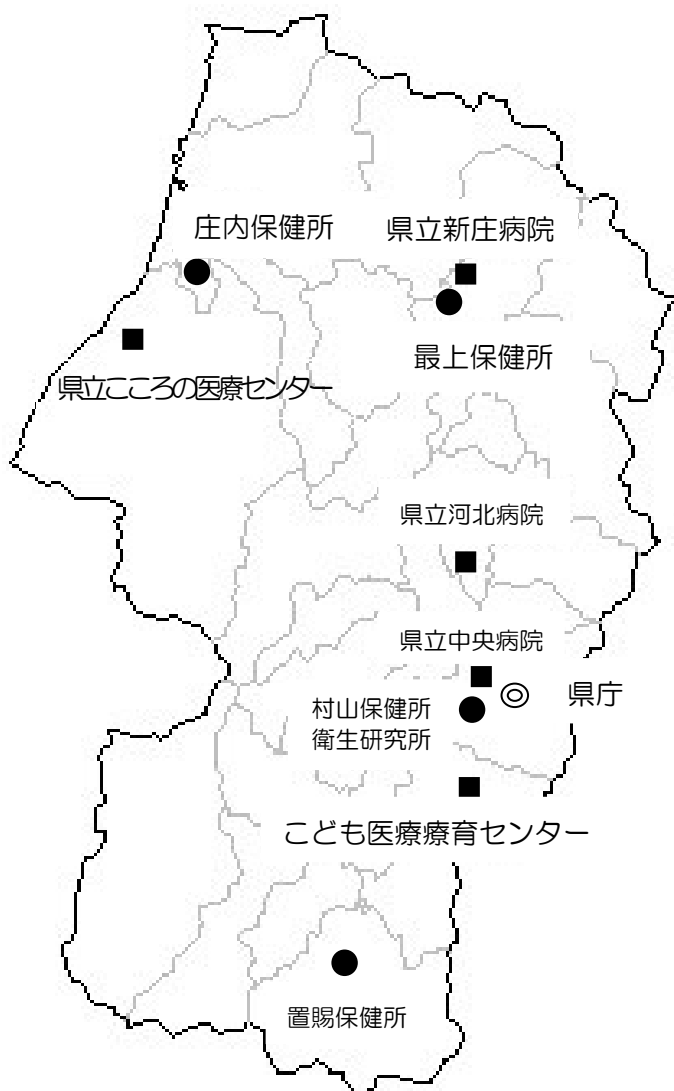 庄内保健所
県立新庄病院
最上保健所
県立こころの医療センター
県立河北病院
県立中央病院
県庁
村山保健所
衛生研究所
こども医療療育センター
置賜保健所